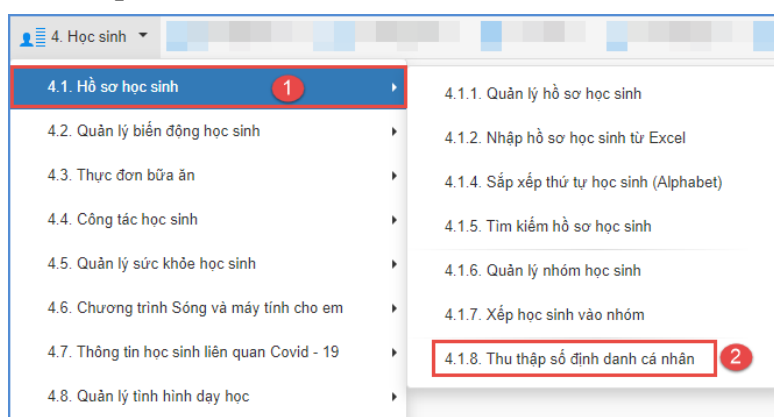 4. Học sinh
4.1. Hồ sơ học sinh
1
4.2. Quản lý biến động học sinh
4.3. Thực đơn bữa ăn
4.4. Công tác học sinh
4.5. Quản lý sức khỏe học sinh
4.6. Chương trình Sóng và máy tính cho em
4.7. Thông tin học sinh liên quan Covid - 19
4.8. Quản lý tình hình dạy học
4.1.1. Quản lý hồ sơ học sinh
4.1.2. Nhập hồ sơ học sinh từ Excel
4.1.4. Sắp xếp thứ tự học sinh (Alphabet)
4.1.5. Tìm kiếm hồ sơ học sinh
4.1.6. Quản lý nhóm học sinh
4.1.7. Xếp học sinh vào nhóm
4.1.8. Thu thập số định danh cá nhân
2